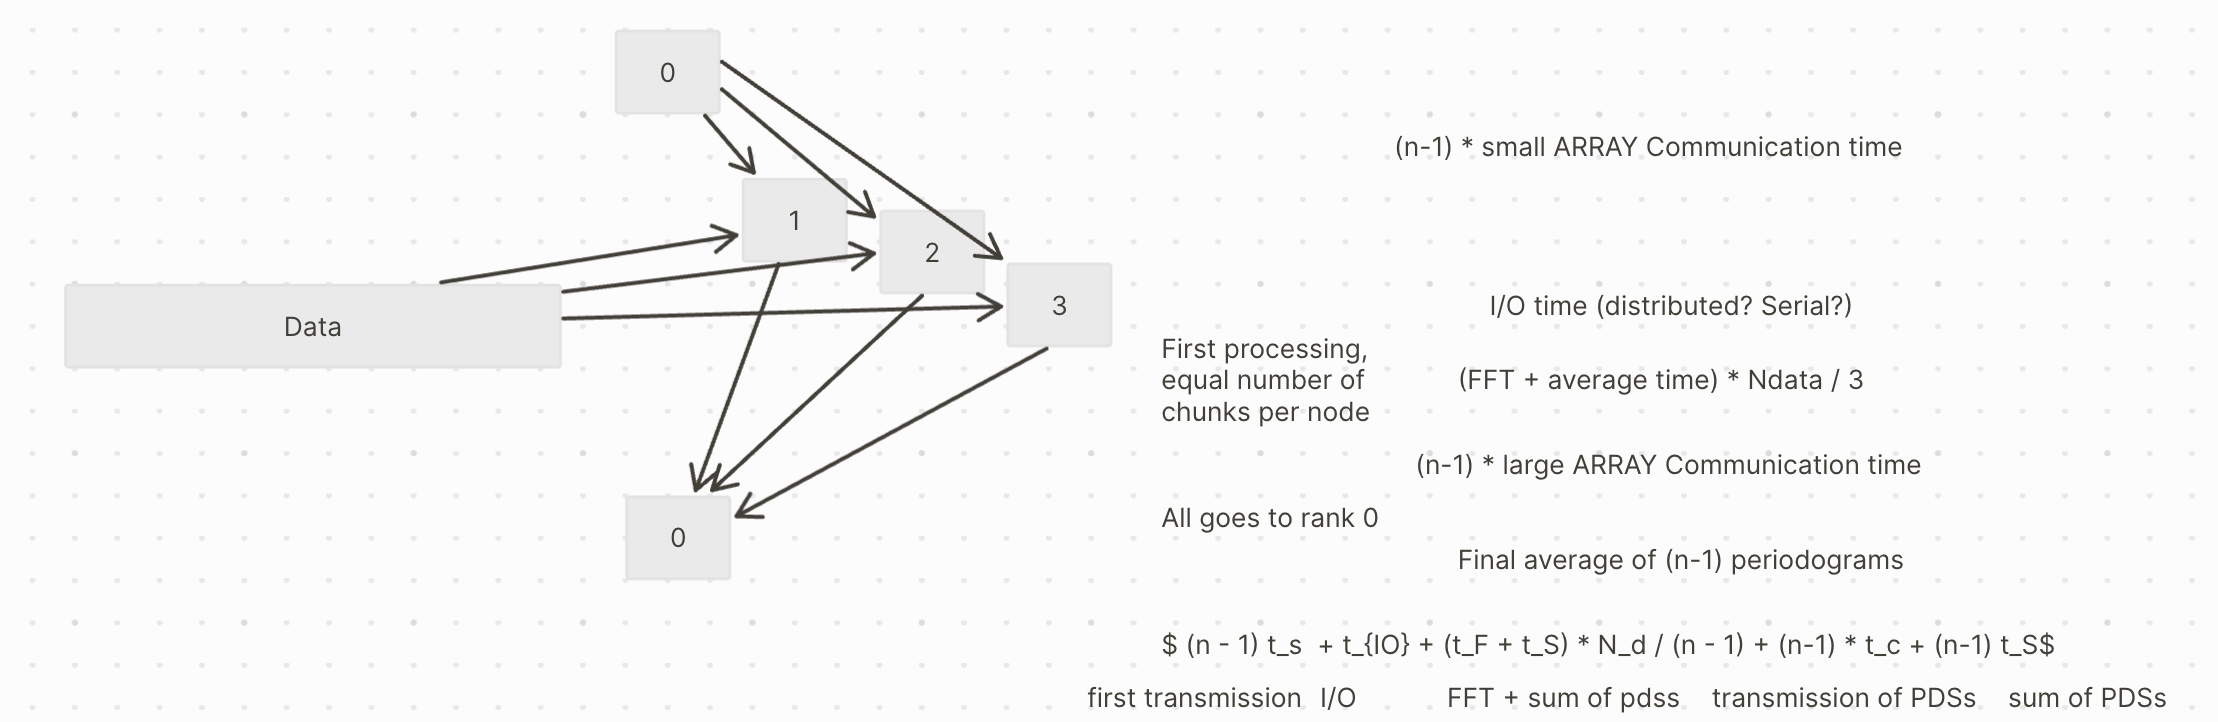 0
(n-1) * small ARRAY Communication time
1
2
3
Data
I/O time (distributed? Serial?)
First processing,
equal number of
chunks per node
(FFT + average time) * Ndata / 3
(n-1) * large ARRAY Communication time
All goes to rank 0
0
Final average of (n-1) periodograms
$ (n - 1) t_s  + t_{IO} + (t_F + t_S) * N_d / (n - 1) + (n-1) * t_c + (n-1) t_S$
first transmission I/O FFT + sum of pdss transmission of PDSs sum of PDSs